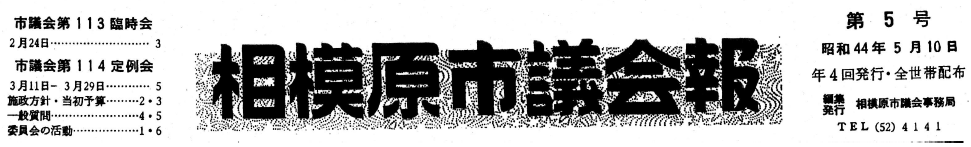 市議会第113臨時会
2月24日…………………… 3
市議会第114定例会
3月11日－3月29日………… 5
施政方針・当初予算……2・3
一般質問…………………4・5
委員会の活動……………1・6
相模原市議会報
第5号
昭和44年5月10日
年4回発行・全世帯配布
編集
発行 相模原市議会事務局
TEL(52)4141